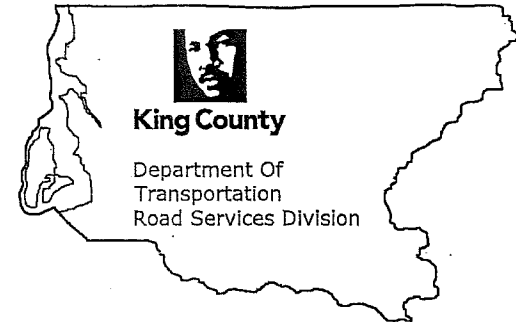 King County
Department Of
Transportation
Road Services Division